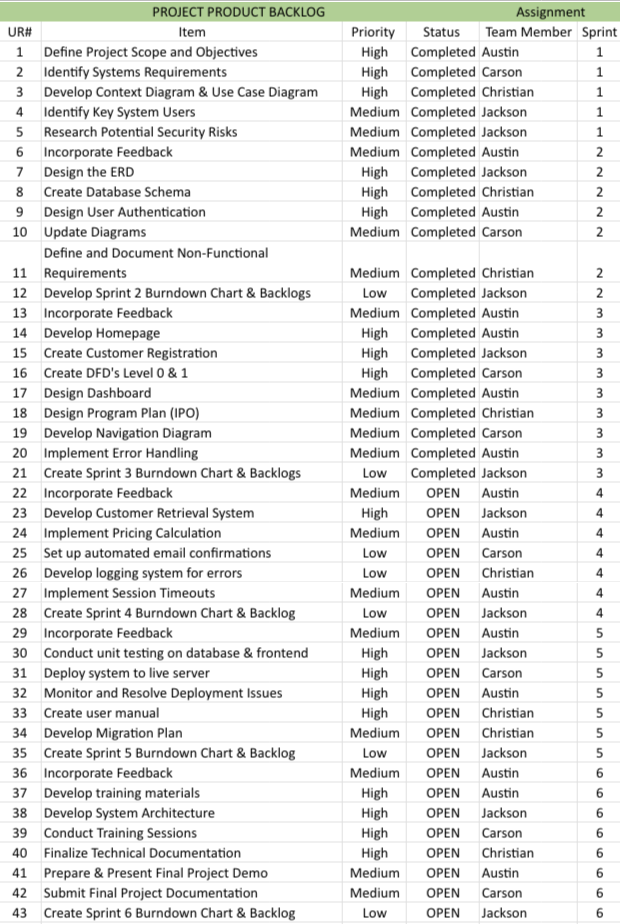 PROJECT PRODUCT BACKLOG Assignment
UR# Item Priority Status Team Member Sprint
1 Define Project Scope and Objectives High Completed Austin 1
2 Identify Systems Requirements High Completed Carson 1
3 Develop Context Diagram & Use Case Diagram High Completed Christian 1
4 Identify Key System Users Medium Completed Jackson 1
5 Research Potential Security Risks Medium Completed Jackson 1
6 Incorporate Feedback Medium Completed Austin 2
7 Design the ERD High Completed Jackson 2
8 Create Database Schema High Completed Christian 2
9 Design User Authentication High Completed Austin 2
10 Update Diagrams Medium Completed Carson 2
Define and Document Non-Functional
11 Requirements Medium Completed Christian 2
12 Develop Sprint 2 Burndown Chart & Backlogs Low Completed Jackson 2
13 Incorporate Feedback Medium Completed Austin 3
14 Develop Homepage High Completed Austin 3
15 Create Customer Registration High Completed Jackson 3
16 Create DFD's Level 0 & 1 High Completed Carson 3
17 Design Dashboard Medium Completed Austin 3
18 Design Program Plan (IPO) Medium Completed Christian 3
19 Develop Navigation Diagram Medium Completed Carson 3
20 Implement Error Handling Medium Completed Austin 3
21 Create Sprint 3 Burndown Chart & Backlogs Low Completed Jackson 3
22 Incorporate Feedback Medium OPEN Austin 4
23 Develop Customer Retrieval System High OPEN Jackson 4
24 Implement Pricing Calculation Medium OPEN Austin 4
25 Set up automated email confirmations Low OPEN Carson 4
26 Develop logging system for errors Low OPEN Christian 4
27 Implement Session Timeouts Medium OPEN Austin 4
28 Create Sprint 4 Burndown Chart & Backlog Low OPEN Jackson 4
29 Incorporate Feedback Medium OPEN Austin 5
30 Conduct unit testing on database & frontend High OPEN Jackson 5
31 Deploy system to live server High OPEN Carson 5
32 Monitor and Resolve Deployment Issues High OPEN Austin 5
33 Create user manual High OPEN Christian 5
34 Develop Migration Plan Medium OPEN Christian 5
35 Create Sprint 5 Burndown Chart & Backlog Low OPEN Jackson 5
36 Incorporate Feedback Medium OPEN Austin 6
37 Develop training materials High OPEN Austin 6
38 Develop System Architecture High OPEN Jackson 6
39 Conduct Training Sessions High OPEN Carson 6
40 Finalize Technical Documentation High OPEN Christian 6
41 Prepare & Present Final Project Demo Medium OPEN Austin 6
42 Submit Final Project Documentation Medium OPEN Carson 6
43 Create Sprint 6 Burndown Chart & Backlog Low OPEN Jackson 6